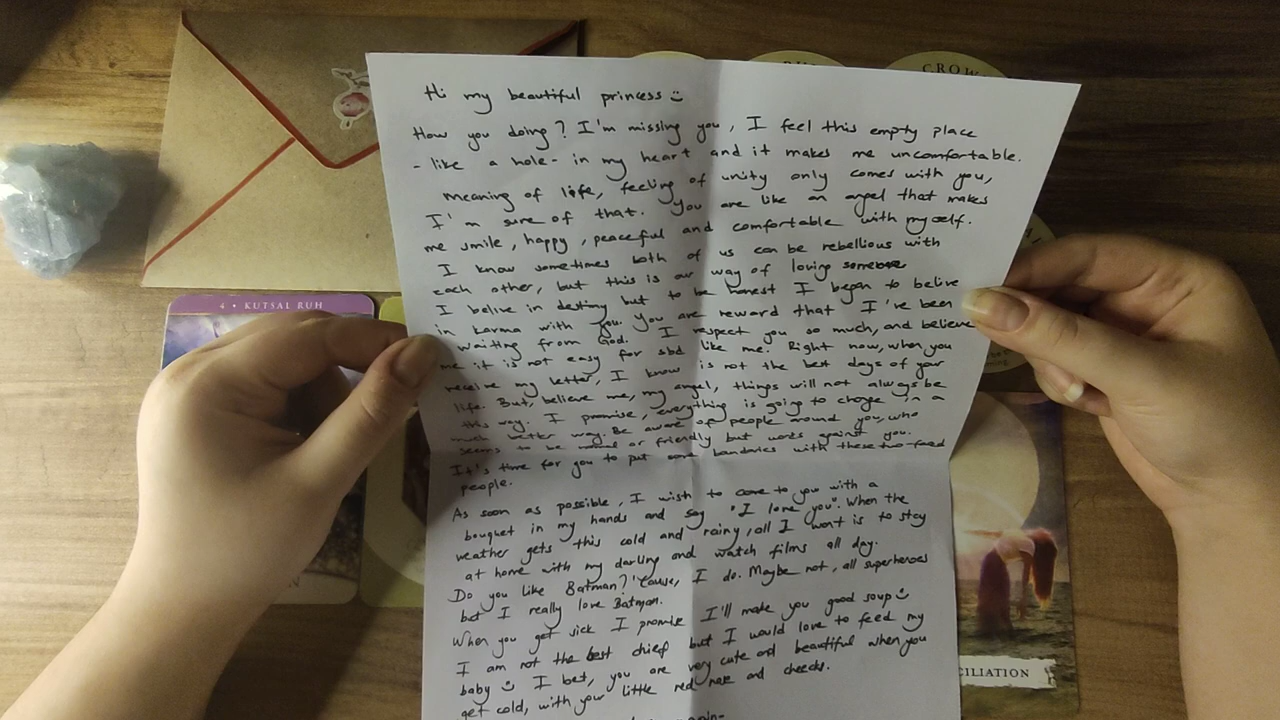 CROW
4 • KUTSAL RUH
Hi my beautiful princess :)
How you doing? I'm missing you, I feel this empty place
- like a hole - in my heart and it makes me uncomfortable.
meaning of life, feeling of unity only comes with you,
I'm sure of that. You are like an angel that makes
me smile, happy, peaceful and comfortable with myself.
I know sometimes both of us can be rebellious with
each other, but this is our way of loving
I belive in destiny but to be honest I began to belive
in karma with you. You are reward that I've been
waiting from God. I respect you so much, and believe
me it is not easy for sbd like me. Right now, when you
receive my letter, I know is not the best days of your
life. But, believe me, my angel, things will not always be
this way. I promise, everything is going to change in a
much better way. Be aware of people around you, who
seems to be or friendly but against you.
It's time for you to put some bandaries with these two-faced
people.
As soon as possible, I wish to come to you with a
bouquet in my hands and say "I love you". When the
weather gets this cold and rainy, all I want is to stay
at home with my darling and watch films all day.
Do you like Batman? 'Cause, I do. Maybe not, all superheroes
but I really love Batman.
When you get sick I promise I'll make you good soup :)
I am not the best chief but I would love to feed my
baby :) I bet, you are very cute and beautiful when you
get cold, with your little red nose and cheeks.
CILIATION